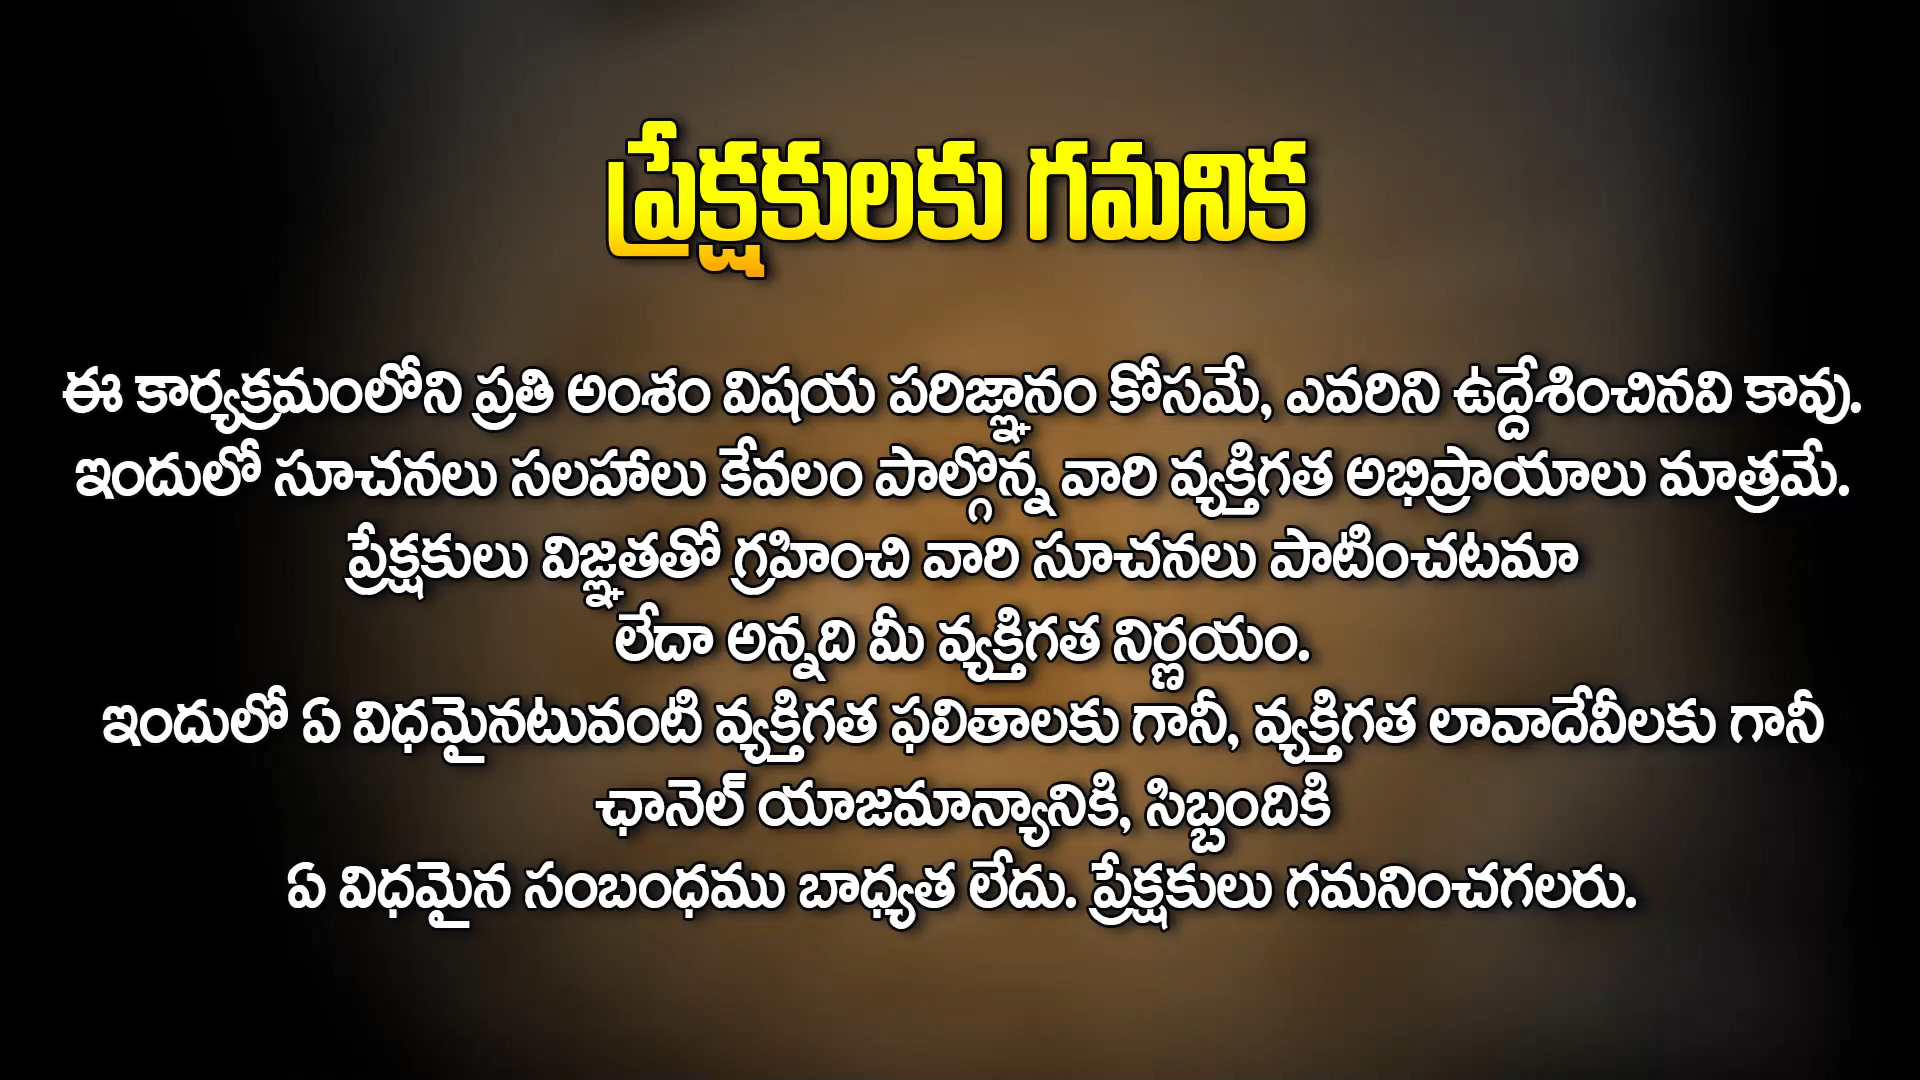 ప్రేక్షకులకు గమనిక
ఈ కార్యక్రమంలోని ప్రతి అంశం విషయ పరిజ్ఞానం కోసమే, ఎవరిని ఉద్దేశించినవి కావు.
ఇందులో సూచనలు సలహాలు కేవలం పాల్గొన్న వారి వ్యక్తిగత అభిప్రాయాలు మాత్రమే.
ప్రేక్షకులు విజ్ఞతతో గ్రహించి వారి సూచనలు పాటించటమా
లేదా అన్నది మీ వ్యక్తిగత నిర్ణయం.
ఇందులో ఏ విధమైనటువంటి వ్యక్తిగత ఫలితాలకు గానీ, వ్యక్తిగత లావాదేవీలకు గానీ
ఛానెల్ యాజమాన్యానికి, సిబ్బందికి
ఏ విధమైన సంబంధము బాధ్యత లేదు. ప్రేక్షకులు గమనించగలరు.